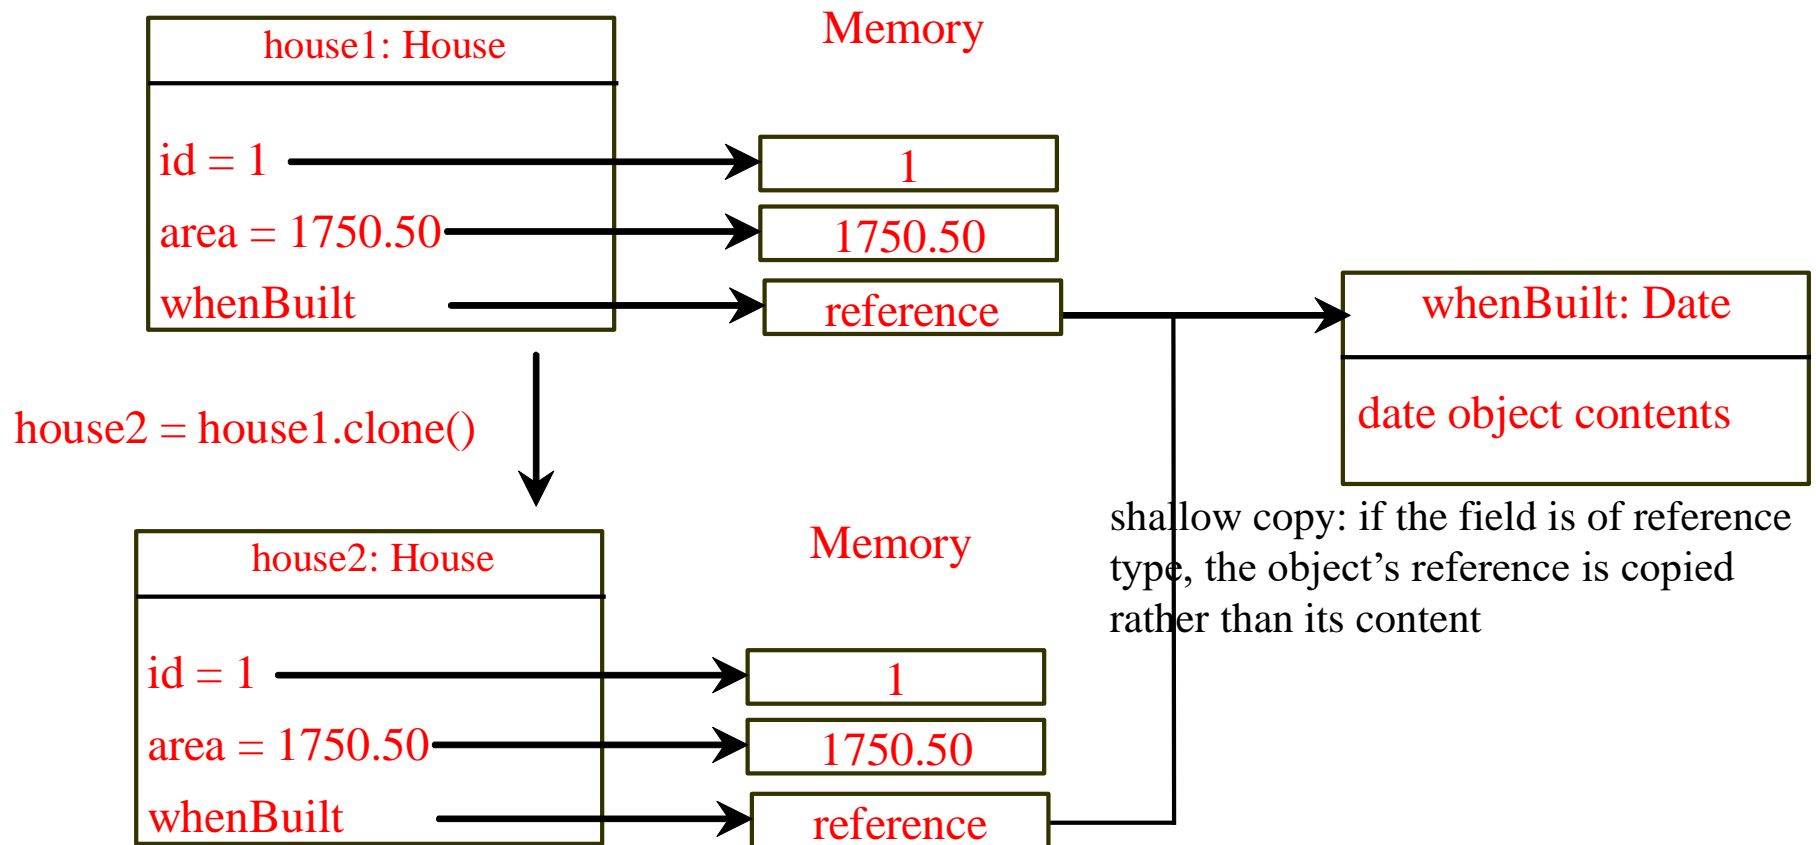 house1: House
Memory
id = 1
1
area = 1750.50
1750.50
whenBuilt
reference
whenBuilt: Date
date object contents
house2 = house1.clone()
shallow copy: if the field is of reference
type, the object’s reference is copied
rather than its content
house2: House
Memory
id = 1
1
area = 1750.50
1750.50
whenBuilt
reference